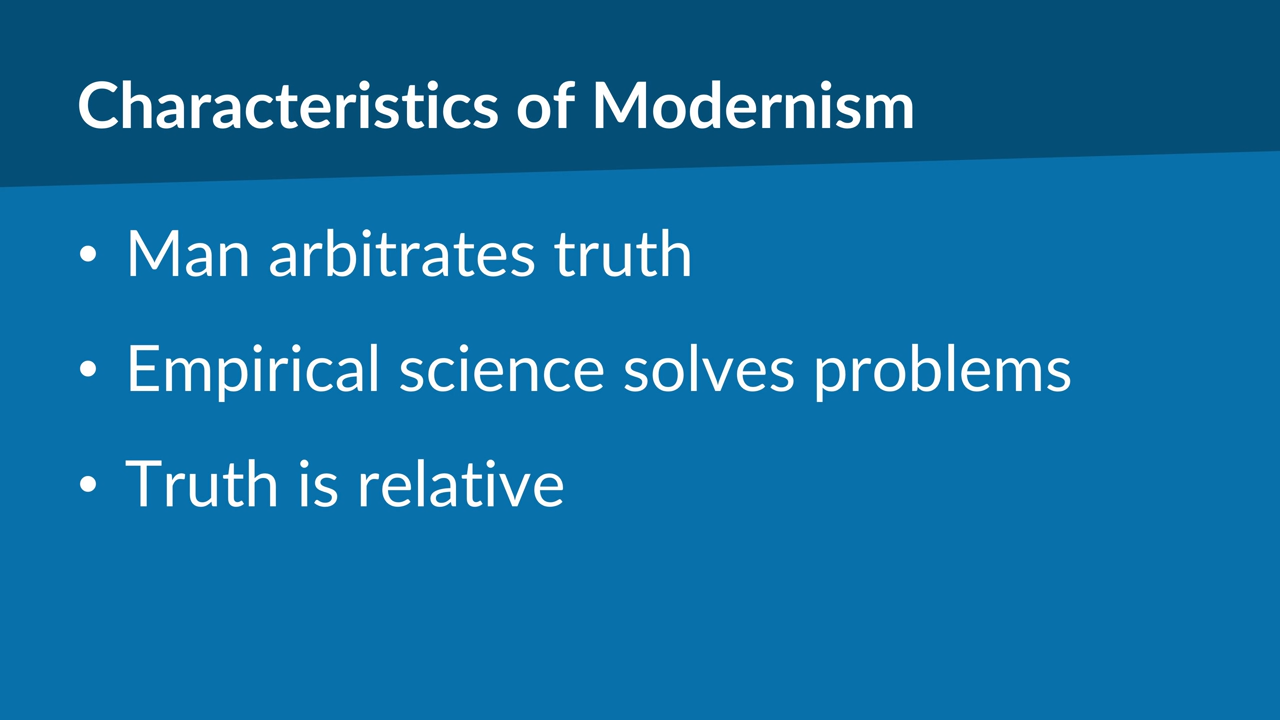 Characteristics of Modernism
• Man arbitrates truth
• Empirical science solves problems
• Truth is relative